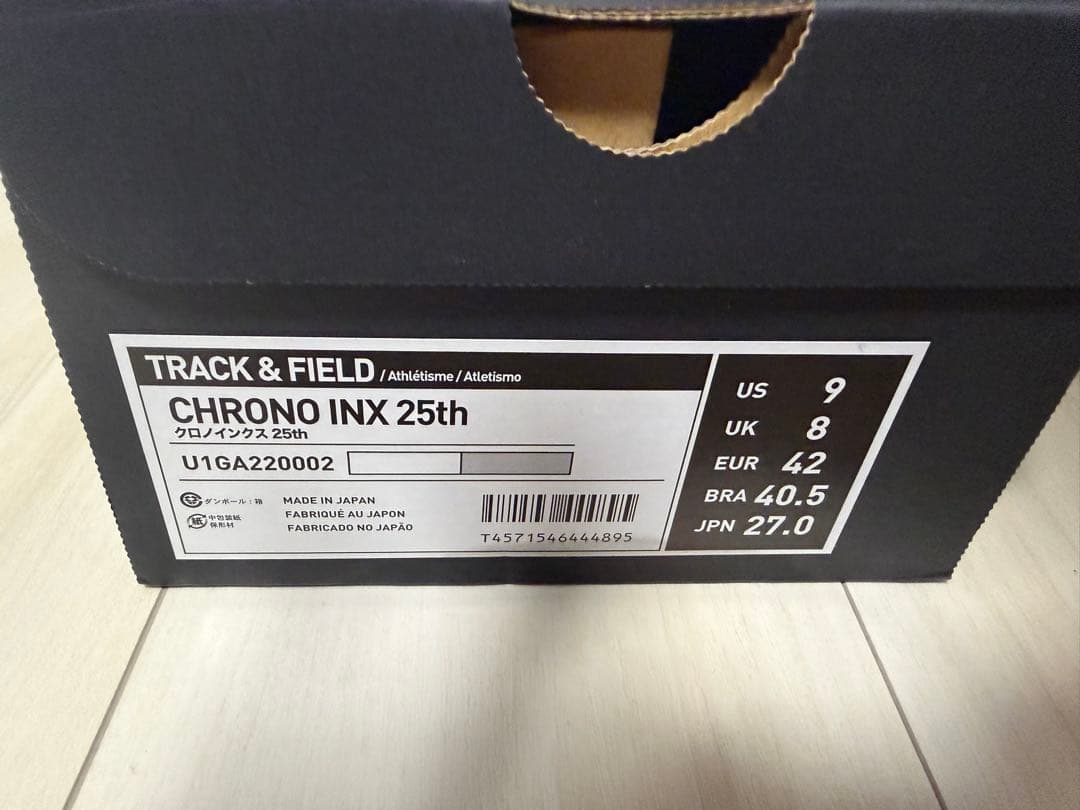 TRACK & FIELD / Athlétisme / Atletismo
CHRONO INX 25th
クロノインクス 25th
U1GA220002
ダンボール : 箱
紙 中包装紙
保形材
MADE IN JAPAN
FABRIQUÉ AU JAPON
FABRICADO NO JAPÃO
T4571546444895
US 9
UK 8
EUR 42
BRA 40.5
JPN 27.0